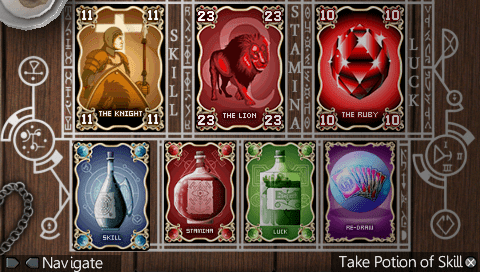 11 11 23 23 10 10
SKILL
STAMINA
LUCK
THE KNIGHT
THE LION
THE RUBY
11 11 23 23 10 10
SKILL
STAMINA
LUCK
RE-DRAW
Navigate
Take Potion of Skill